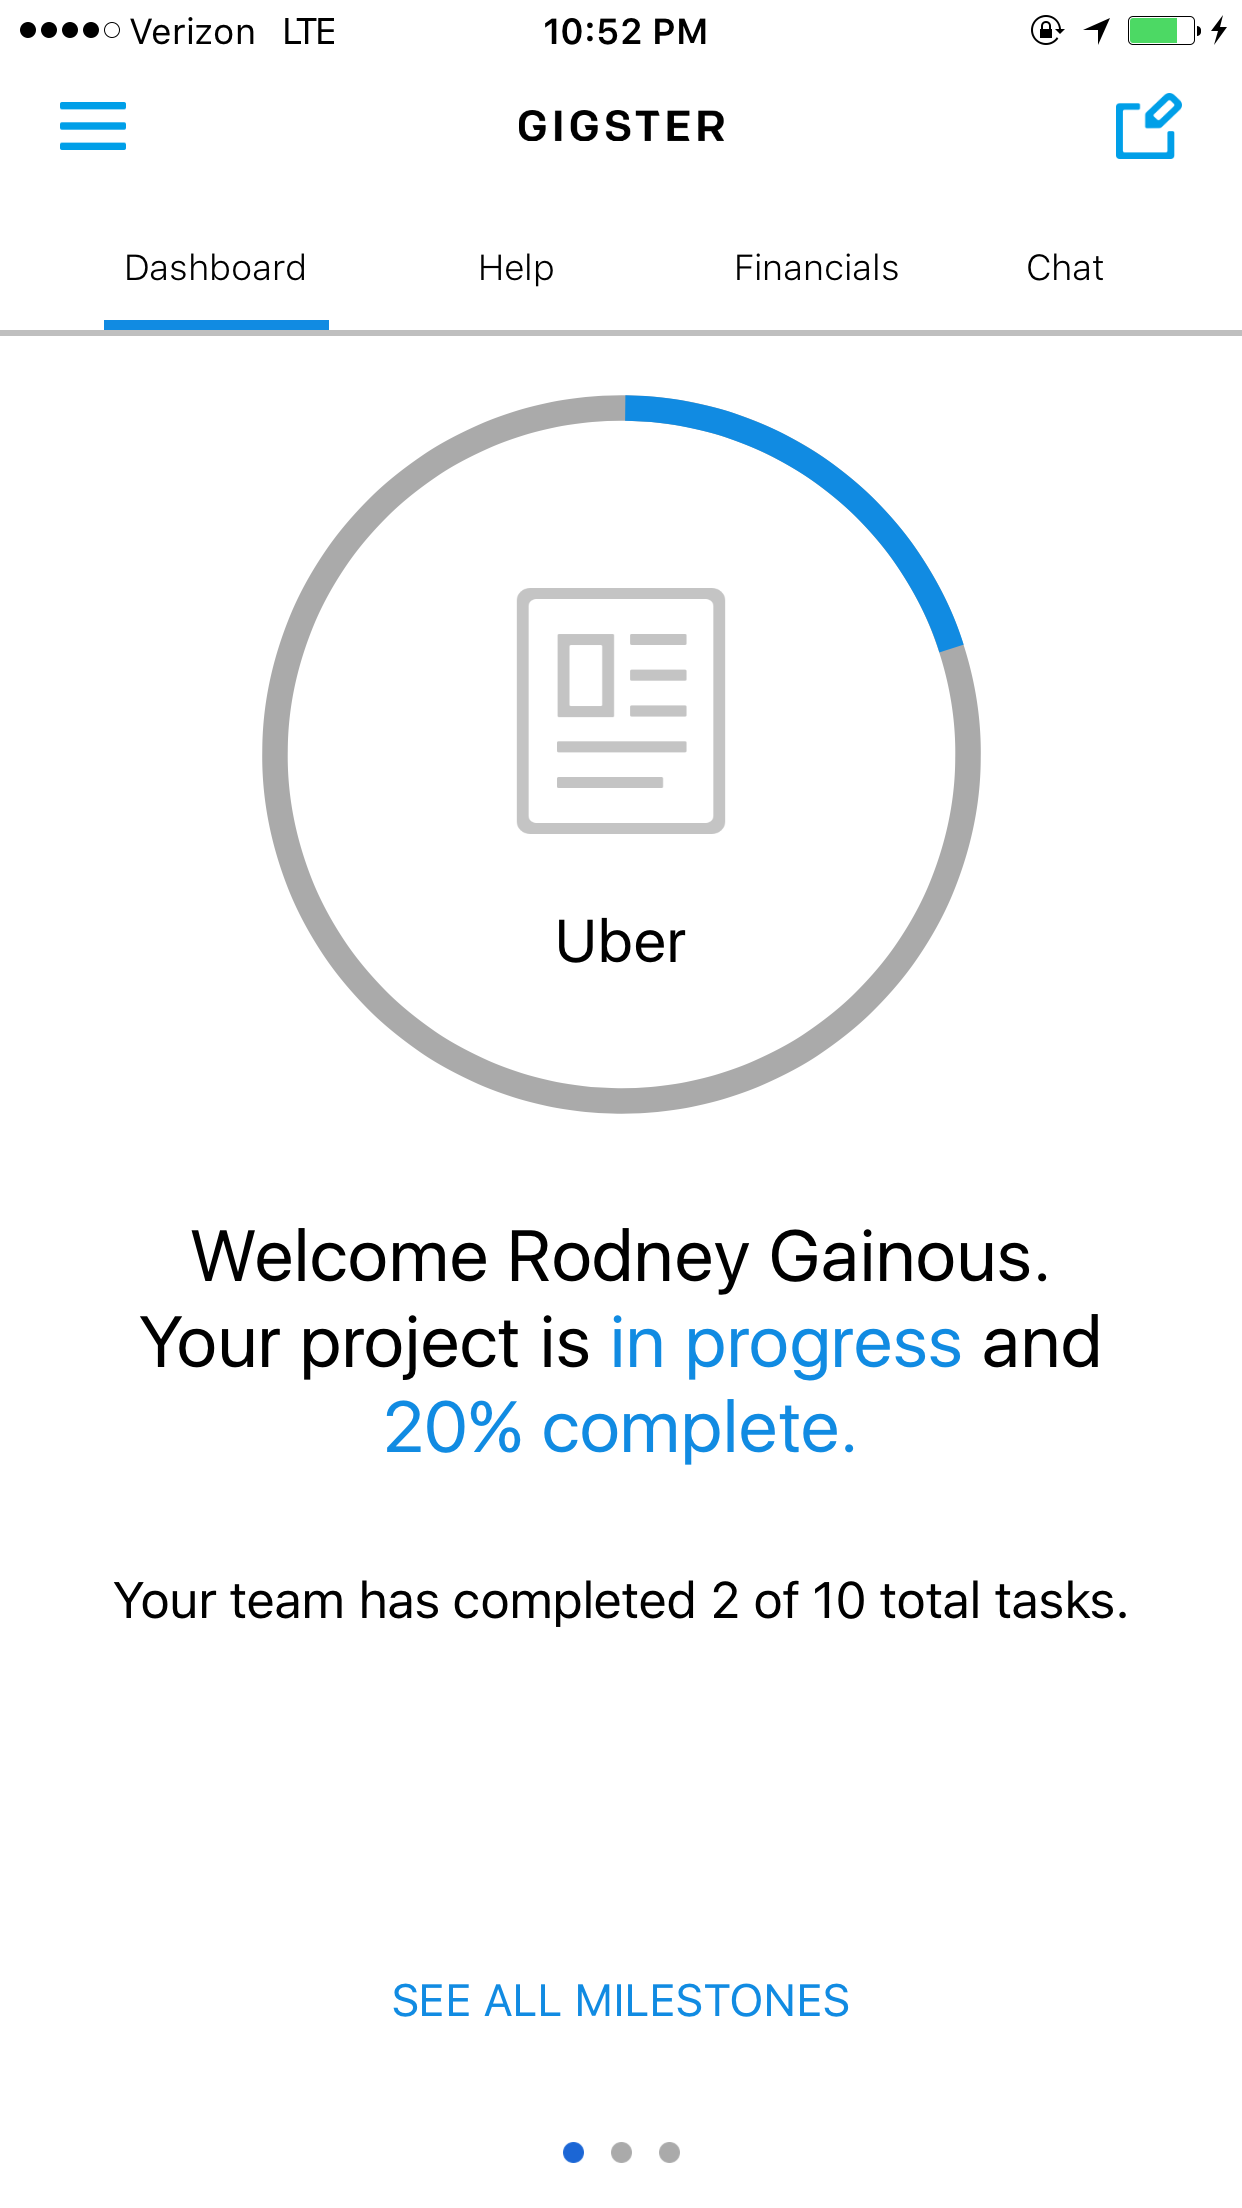 Verizon LTE 10:52 PM
GIGSTER
Dashboard Help Financials Chat
Uber
Welcome Rodney Gainous.
Your project is in progress and
20% complete.
Your team has completed 2 of 10 total tasks.
SEE ALL MILESTONES